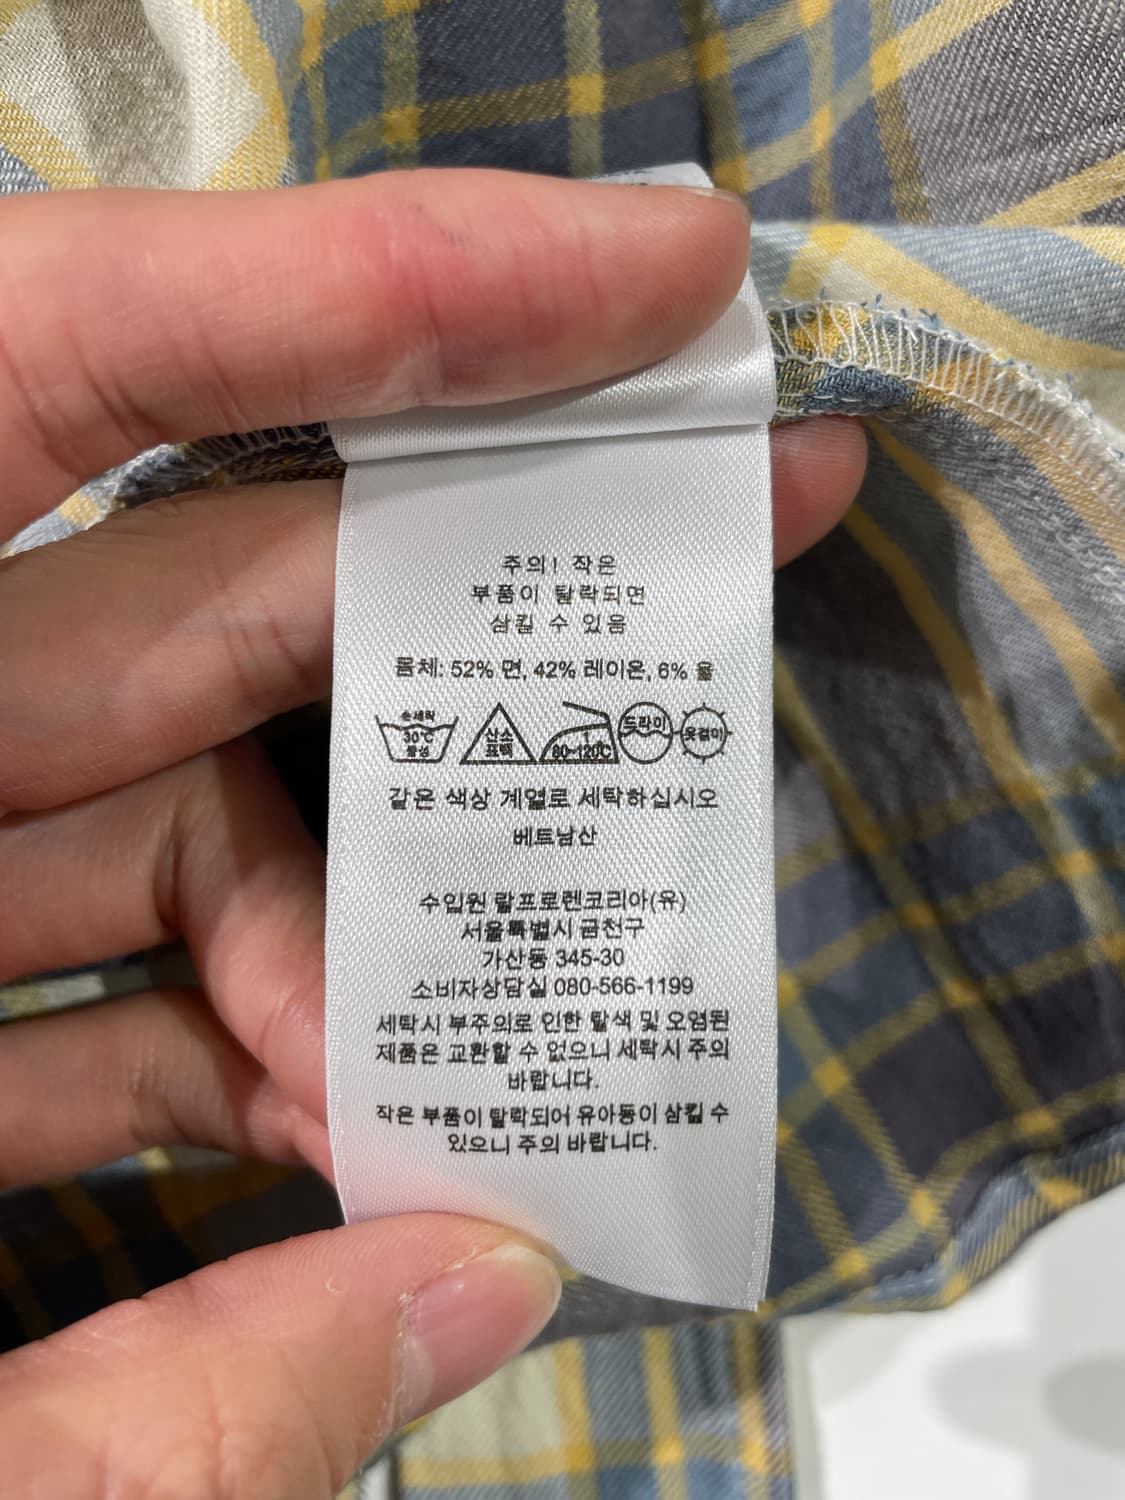 주의! 작은
부품이 탈락되면
삼킬 수 있음
몸체: 52% 면, 42% 레이온, 6% 울
손세탁
30℃
중성
산소
표백
80~120℃
드라이
옷걸이
같은 색상 계열로 세탁하십시오
베트남산
수입원 랄프로렌코리아(유)
서울특별시 금천구
가산동 345-30
소비자상담실 080-566-1199
세탁시 부주의로 인한 탈색 및 오염된
제품은 교환할 수 없으니 세탁시 주의
바랍니다.
작은 부품이 탈락되어 유아동이 삼킬 수
있으니 주의 바랍니다.